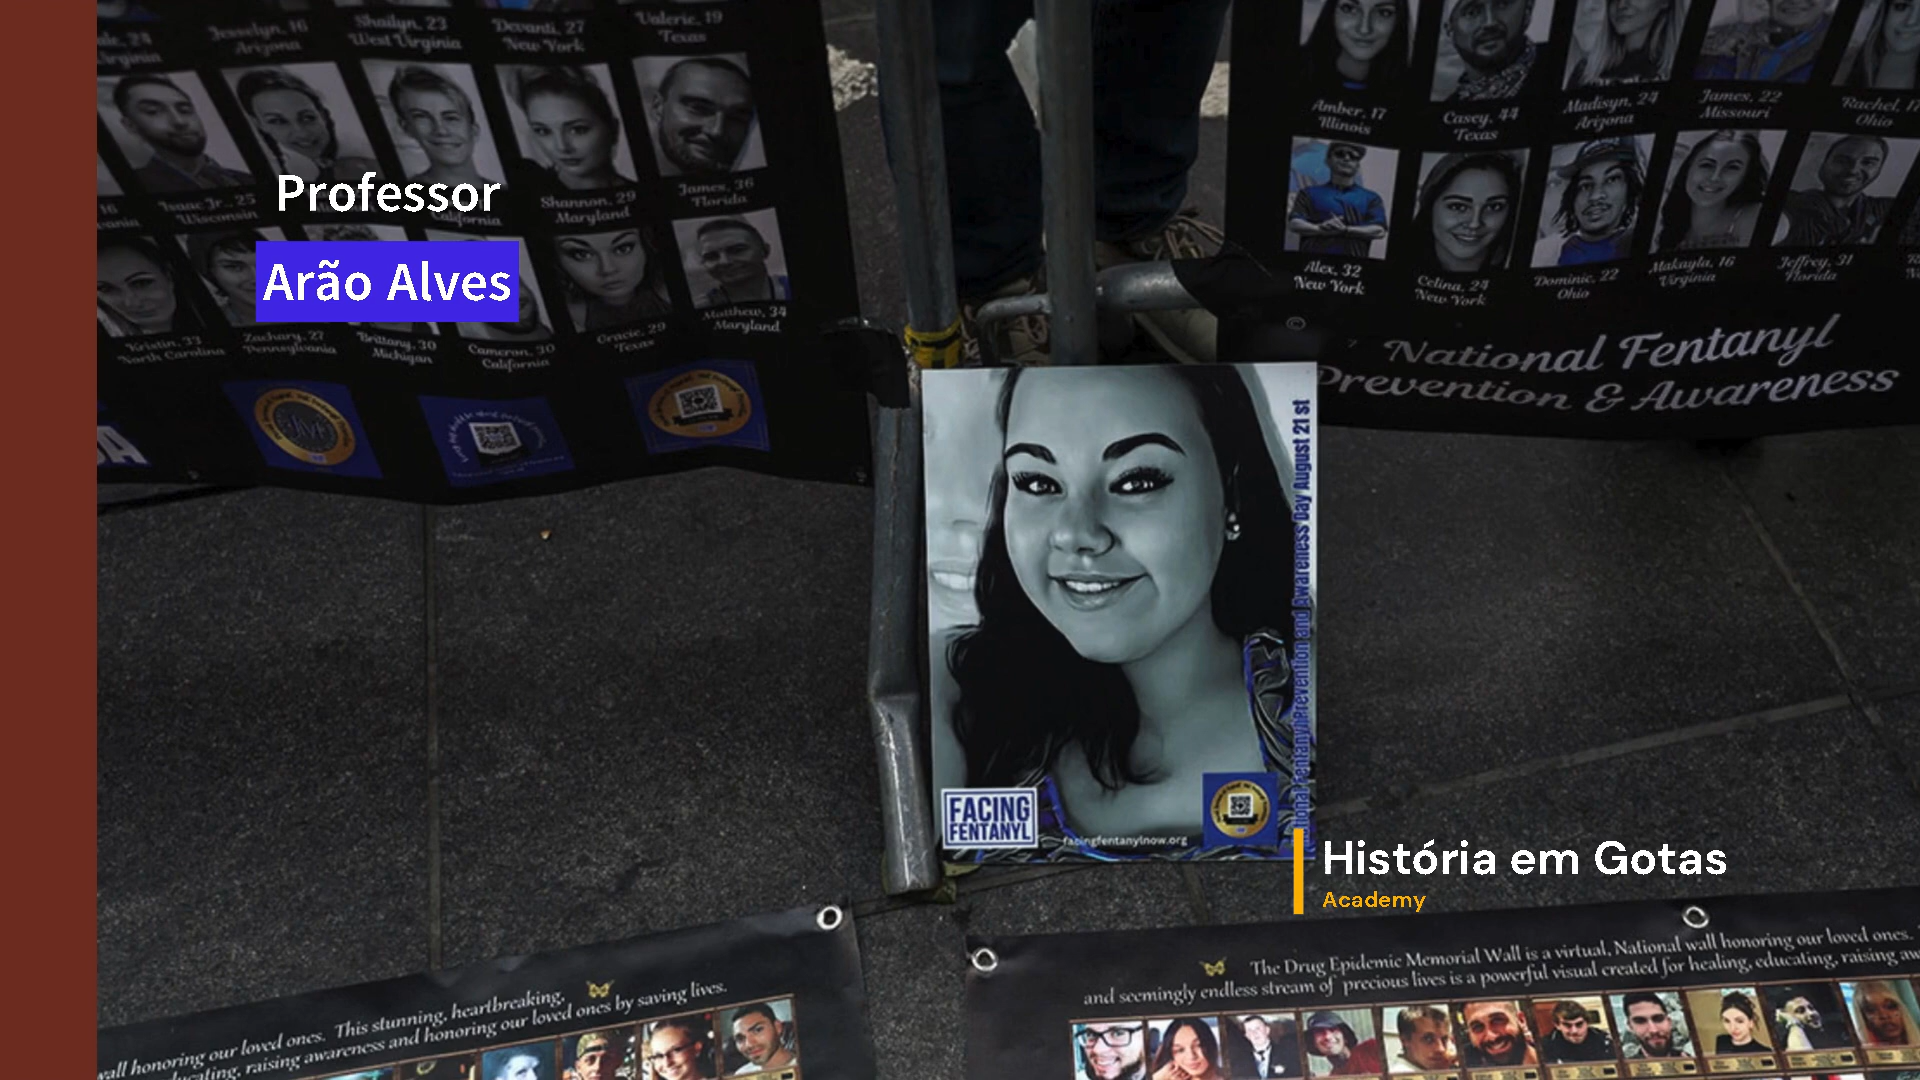 Jesselyn, 16
Arizona
Shailyn, 23
West Virginia
Devanti, 27
New York
Valerie, 19
Texas
Isaac Jr., 25
Wisconsin
California
Shannon, 29
Maryland
James, 36
Florida
Kristin, 33
North Carolina
Zachary, 27
Pennsylvania
Brittany, 30
Michigan
Cameron, 30
California
Gracie, 29
Texas
Matthew, 34
Maryland
Professor
Arão Alves
Amber, 17
Illinois
Casey, 44
Texas
Madisyn, 24
Arizona
James, 22
Missouri
Rachel, 17
Ohio
Alex, 32
New York
Celina, 24
New York
Dominic, 22
Ohio
Makayla, 16
Virginia
Jeffrey, 31
Florida
National Fentanyl
Prevention & Awareness
National Fentanyl Prevention and Awareness Day August 21 st
FACING
FENTANYL
facingfentanylnow.org
História em Gotas
Academy
wall honoring our loved ones. This stunning, heartbreaking,
educating, raising awareness and honoring our loved ones by saving lives.
The Drug Epidemic Memorial Wall is a virtual, National wall honoring our loved ones.
and seemingly endless stream of precious lives is a powerful visual created for healing, educating, raising